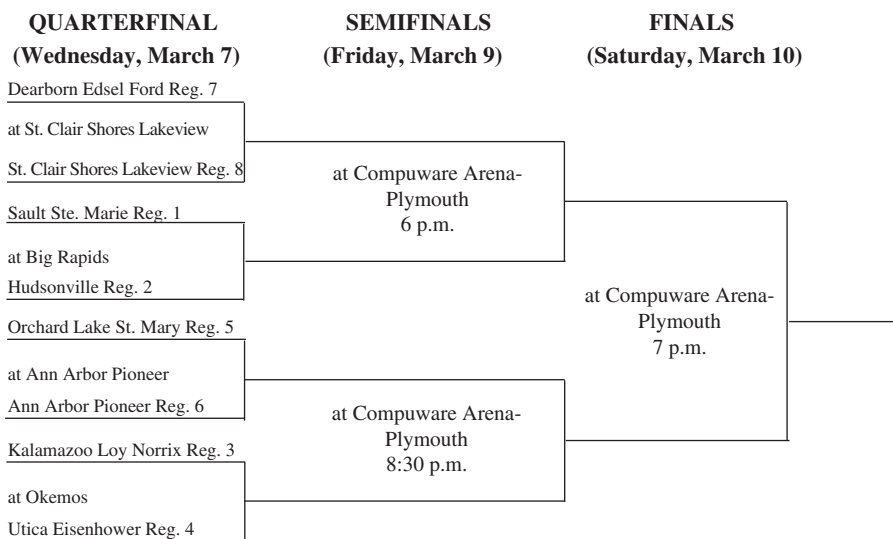 QUARTERFINAL
(Wednesday, March 7)
SEMIFINALS
(Friday, March 9)
FINALS
(Saturday, March 10)
Dearborn Edsel Ford Reg. 7
at St. Clair Shores Lakeview
St. Clair Shores Lakeview Reg. 8
Sault Ste. Marie Reg. 1
at Big Rapids
Hudsonville Reg. 2
Orchard Lake St. Mary Reg. 5
at Ann Arbor Pioneer
Ann Arbor Pioneer Reg. 6
Kalamazoo Loy Norrix Reg. 3
at Okemos
Utica Eisenhower Reg. 4
at Compuware Arena-
Plymouth
6 p.m.
at Compuware Arena-
Plymouth
8:30 p.m.
at Compuware Arena-
Plymouth
7 p.m.